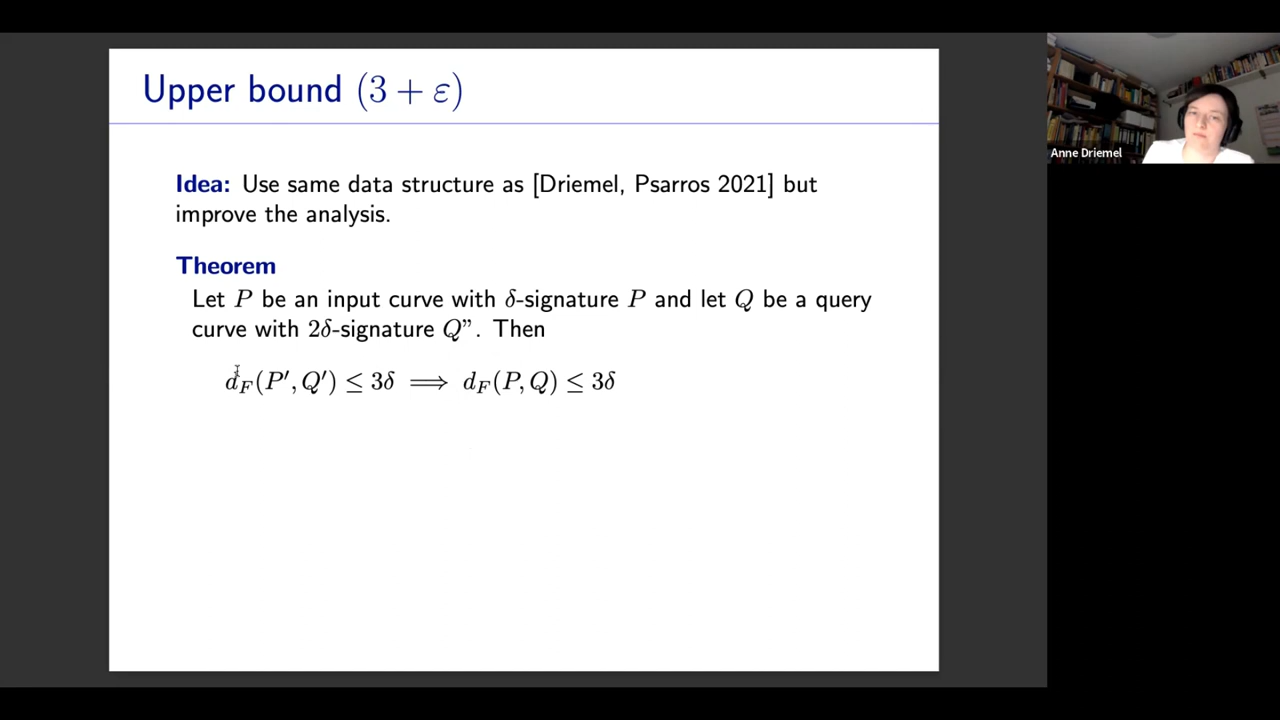 Upper bound (3 + ε)
Idea: Use same data structure as [Driemel, Psarros 2021] but
improve the analysis.
Theorem
Let P be an input curve with δ-signature P and let Q be a query
curve with 2δ-signature Q”. Then
d_F(P′, Q′) ≤ 3δ ⟹ d_F(P, Q) ≤ 3δ
Anne Driemel